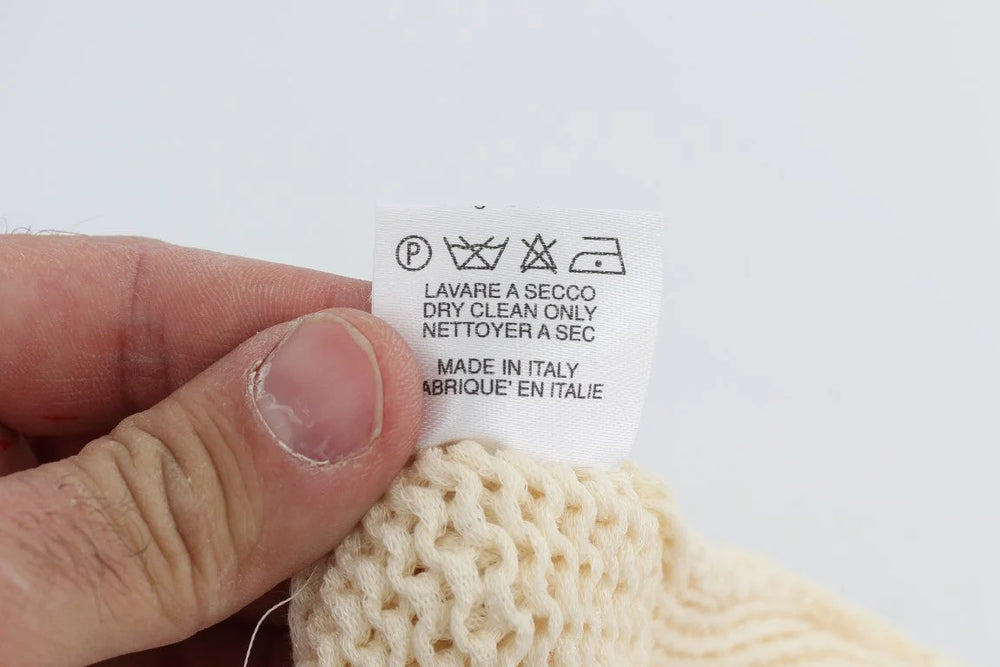 P
LAVARE A SECCO
DRY CLEAN ONLY
NETTOYER A SEC
MADE IN ITALY
ABRIQUE' EN ITALIE